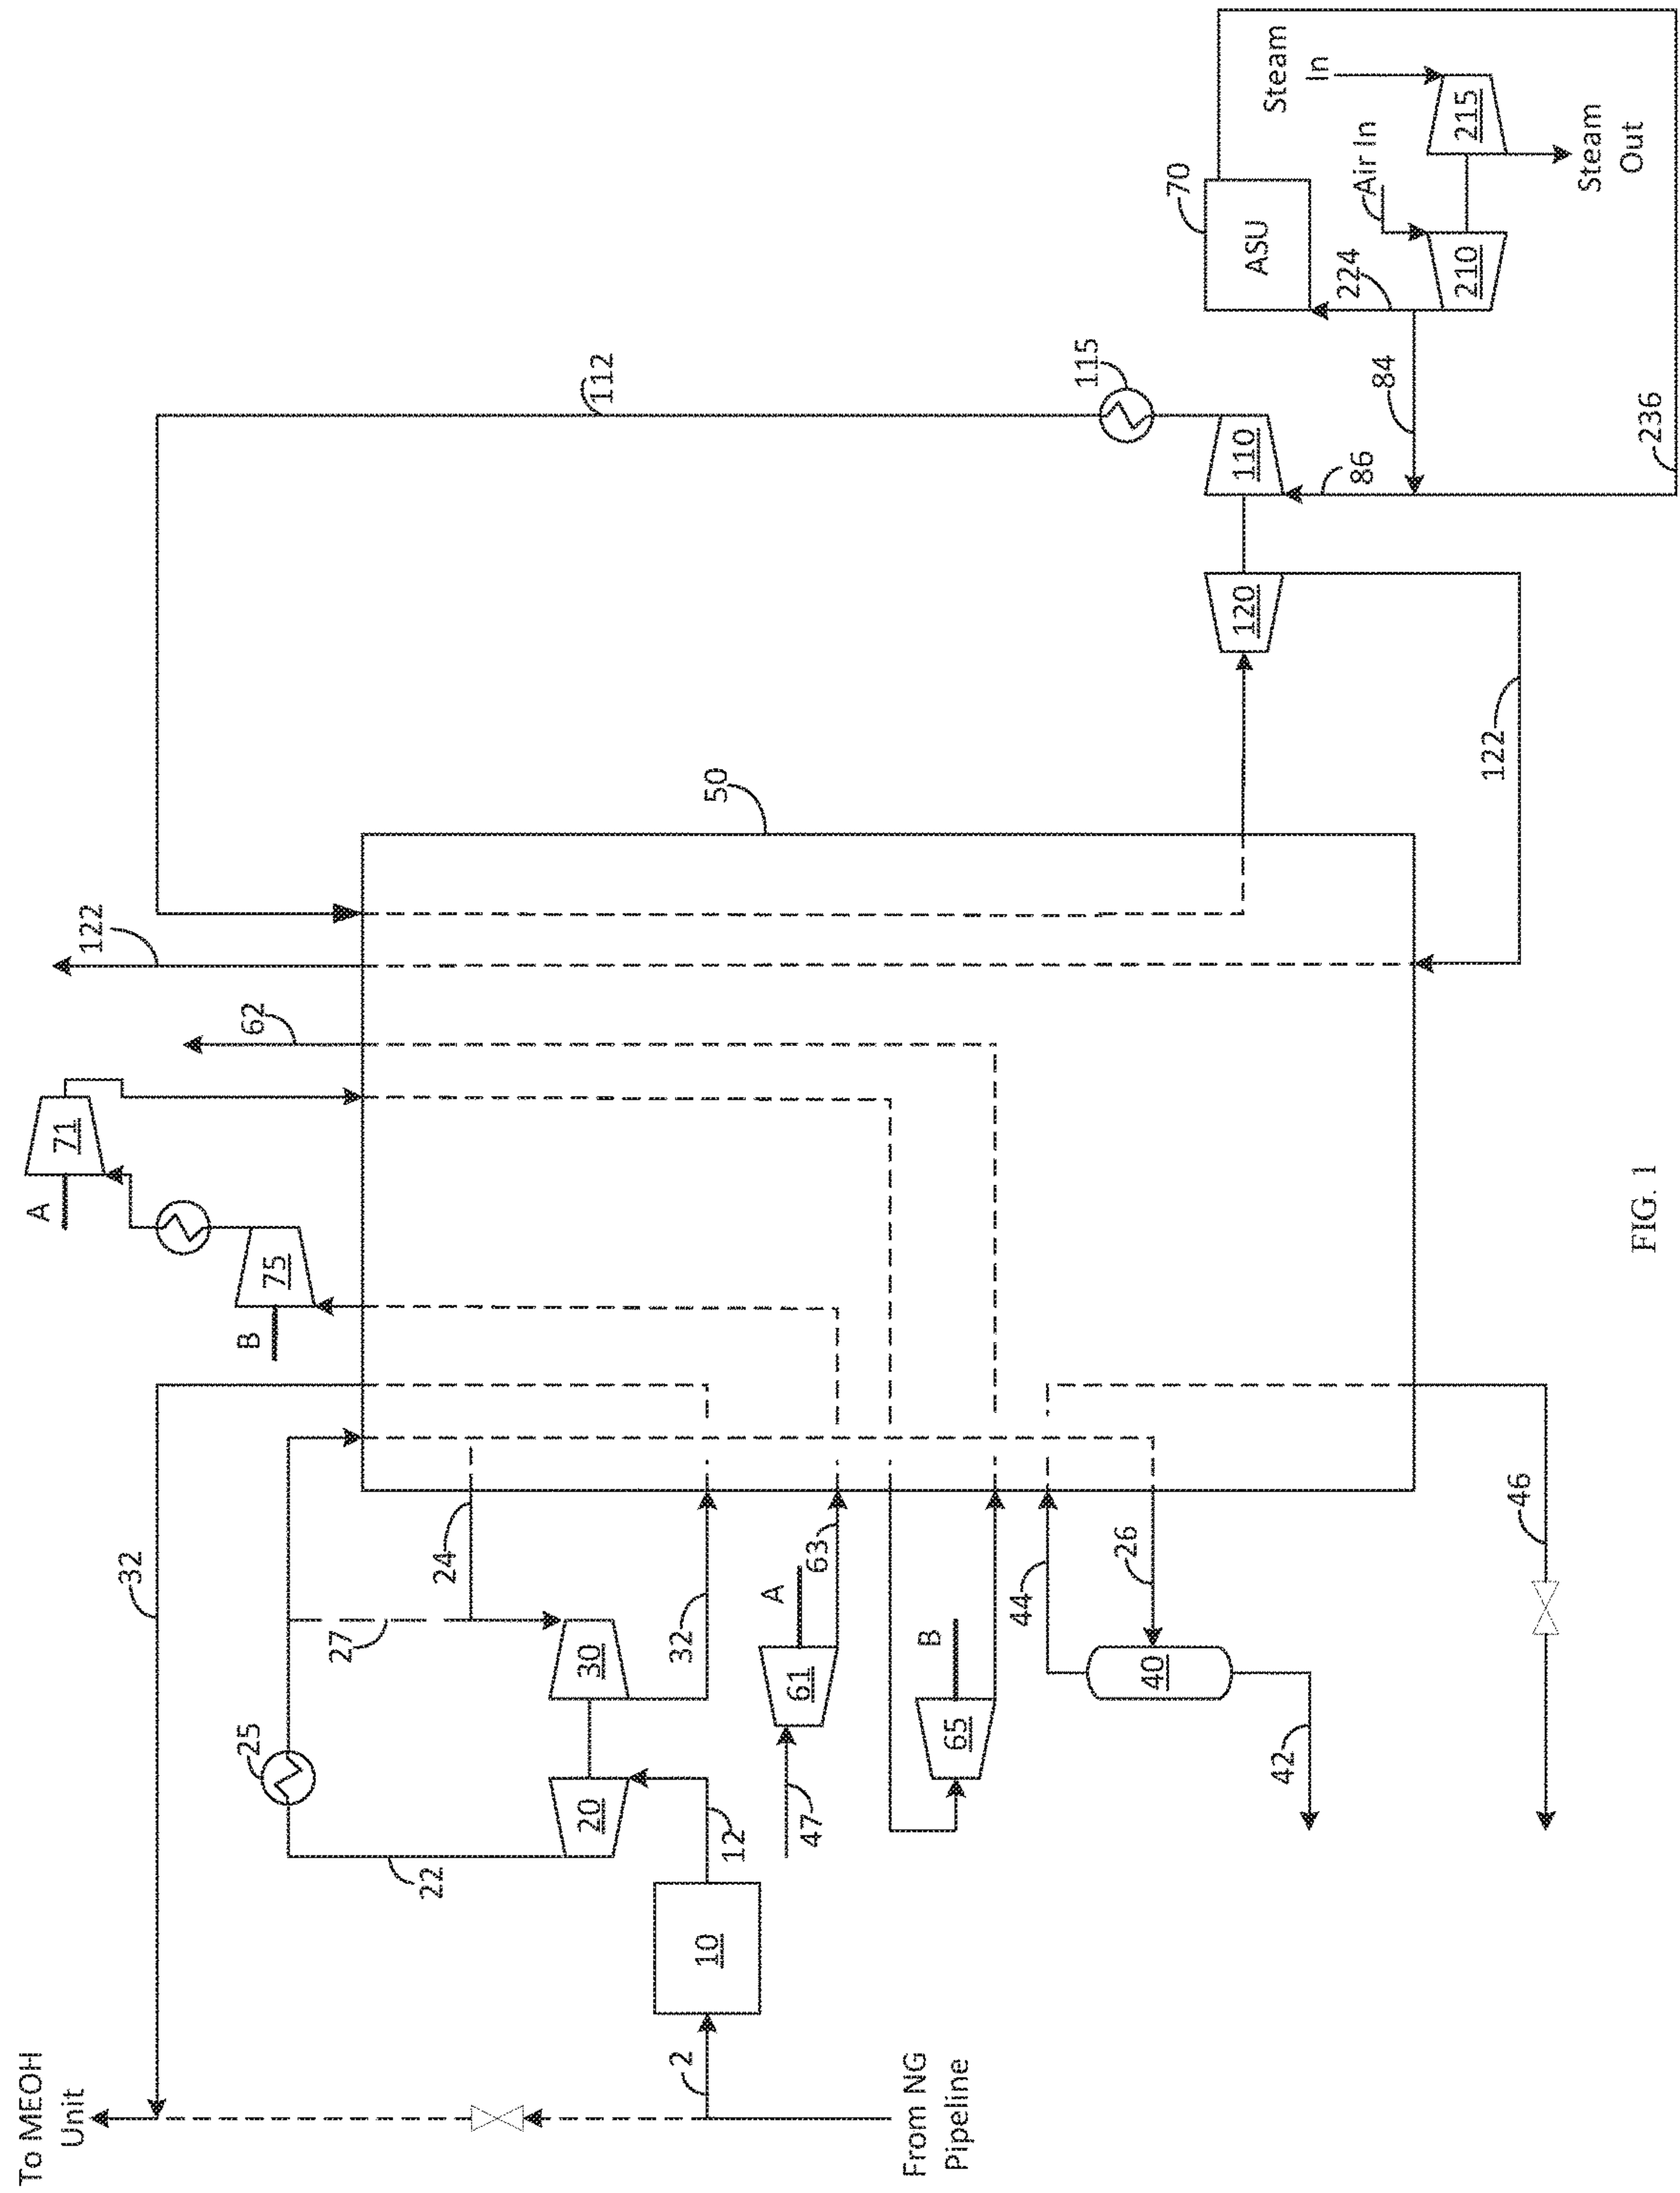 To MEOH
Unit
A
71
122
32
25
B
75
62
27
22
24
112
20
30
2
32
10
50
12
A
61
47
63
From NG
Pipeline
B
65
44
115
26
40
70
120
110
ASU
Steam
In
42
224
86
Air In
84
210
215
122
46
Steam
Out
236
FIG. 1